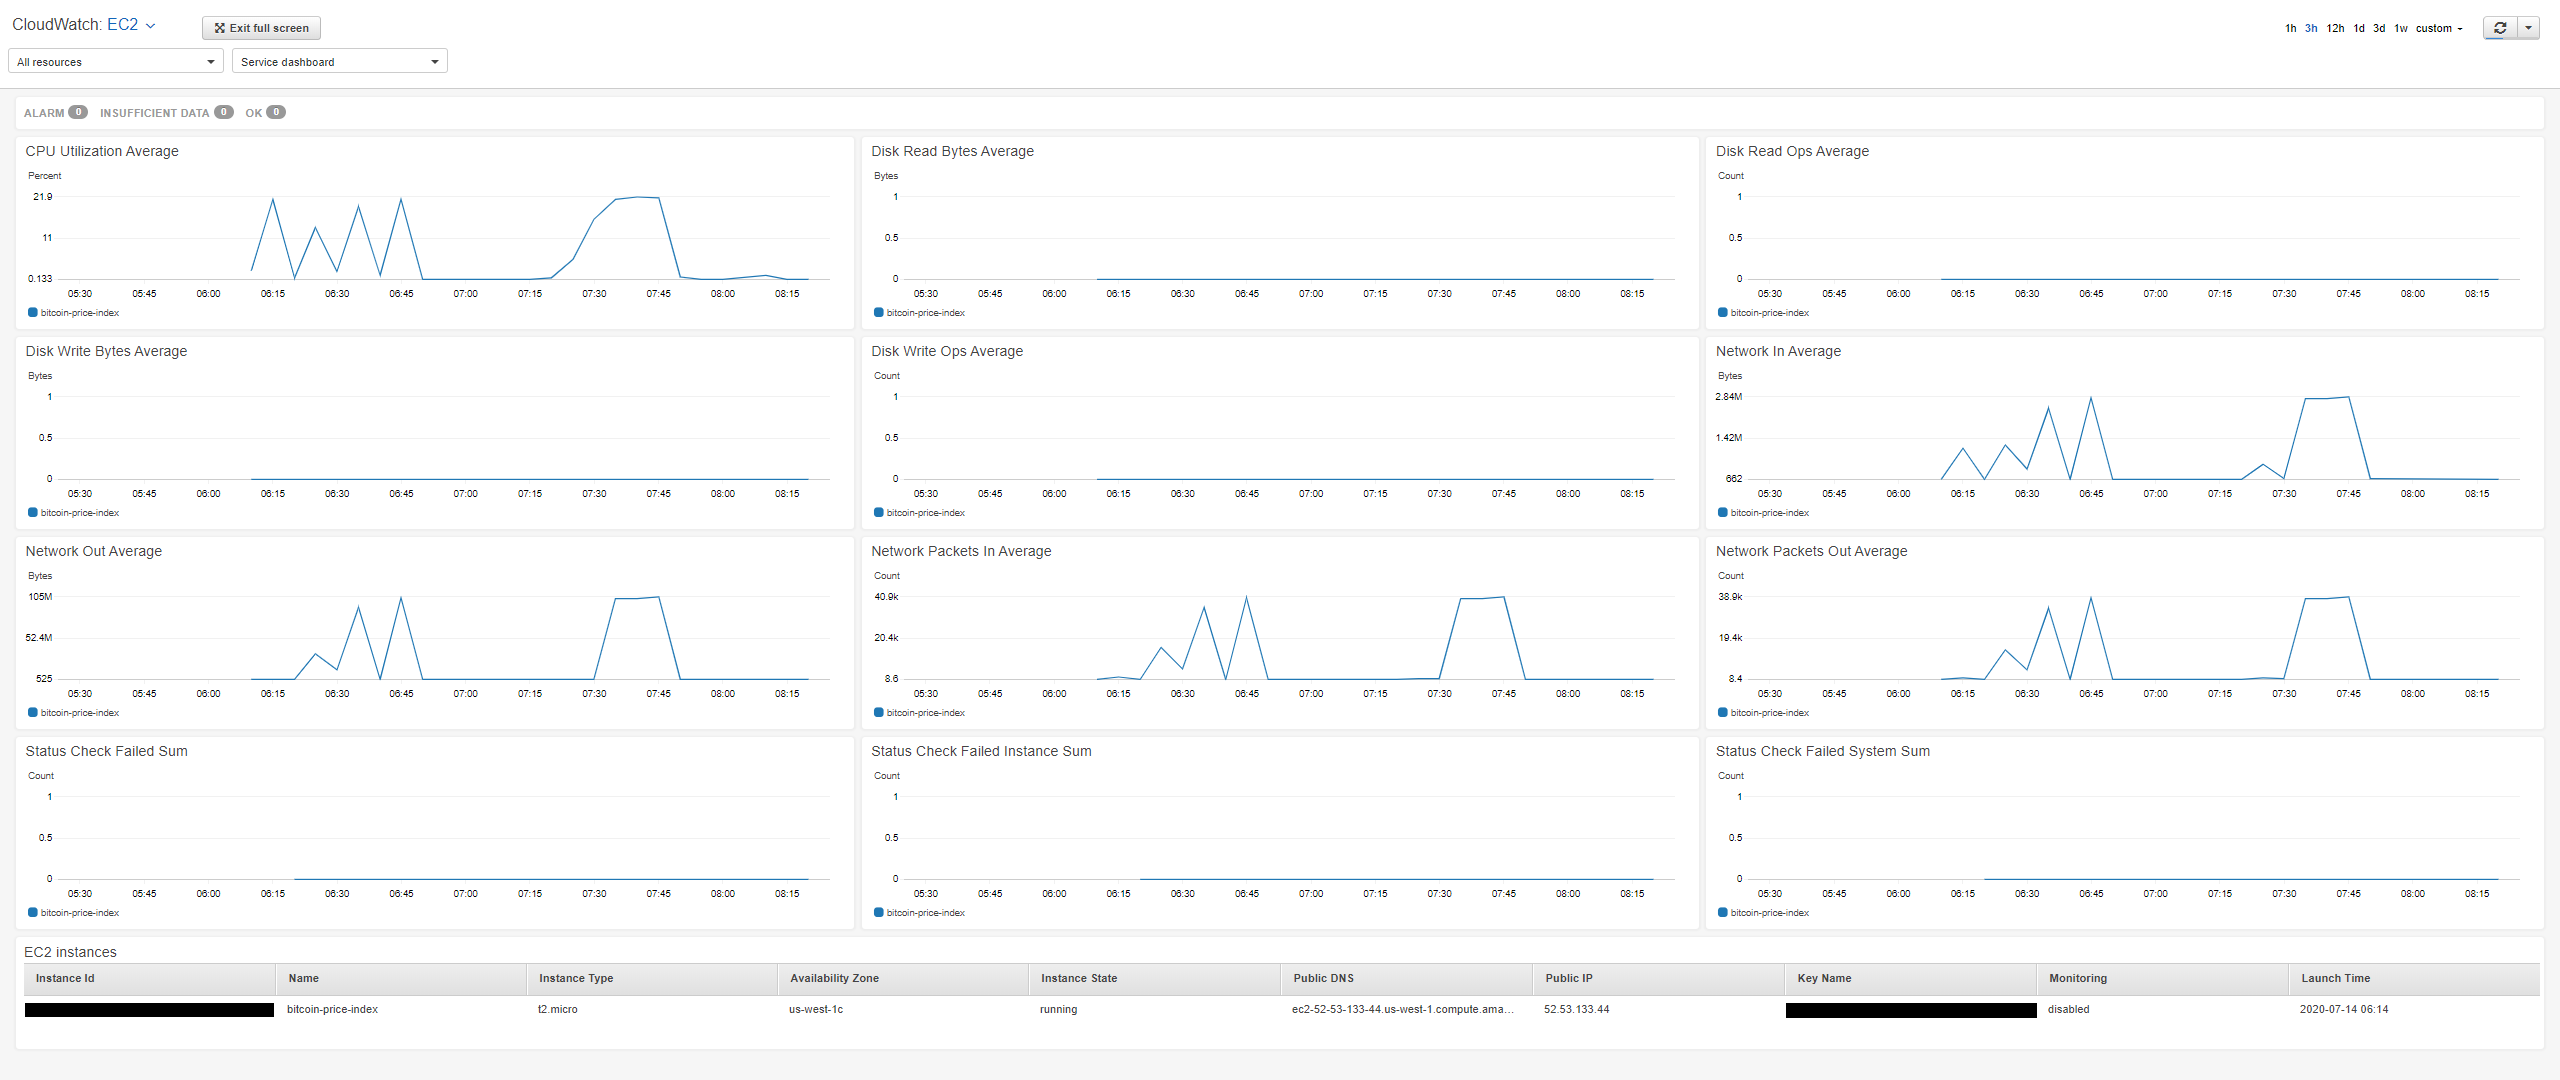 CloudWatch: EC2
Exit full screen
1h 3h 12h 1d 3d 1w custom
All resources
Service dashboard
ALARM 0 INSUFFICIENT DATA 0 OK 0
CPU Utilization Average
Percent
21.9
11
0.133
05:30 05:45 06:00 06:15 06:30 06:45 07:00 07:15 07:30 07:45 08:00 08:15
bitcoin-price-index
Disk Read Bytes Average
Bytes
1
0.5
0
05:30 05:45 06:00 06:15 06:30 06:45 07:00 07:15 07:30 07:45 08:00 08:15
bitcoin-price-index
Disk Read Ops Average
Count
1
0.5
0
05:30 05:45 06:00 06:15 06:30 06:45 07:00 07:15 07:30 07:45 08:00 08:15
bitcoin-price-index
Disk Write Bytes Average
Bytes
1
0.5
0
05:30 05:45 06:00 06:15 06:30 06:45 07:00 07:15 07:30 07:45 08:00 08:15
bitcoin-price-index
Disk Write Ops Average
Count
1
0.5
0
05:30 05:45 06:00 06:15 06:30 06:45 07:00 07:15 07:30 07:45 08:00 08:15
bitcoin-price-index
Network In Average
Bytes
2.84M
1.42M
662
05:30 05:45 06:00 06:15 06:30 06:45 07:00 07:15 07:30 07:45 08:00 08:15
bitcoin-price-index
Network Out Average
Bytes
105M
52.4M
525
05:30 05:45 06:00 06:15 06:30 06:45 07:00 07:15 07:30 07:45 08:00 08:15
bitcoin-price-index
Network Packets In Average
Count
40.9k
20.4k
8.6
05:30 05:45 06:00 06:15 06:30 06:45 07:00 07:15 07:30 07:45 08:00 08:15
bitcoin-price-index
Network Packets Out Average
Count
38.9k
19.4k
8.4
05:30 05:45 06:00 06:15 06:30 06:45 07:00 07:15 07:30 07:45 08:00 08:15
bitcoin-price-index
Status Check Failed Sum
Count
1
0.5
0
05:30 05:45 06:00 06:15 06:30 06:45 07:00 07:15 07:30 07:45 08:00 08:15
bitcoin-price-index
Status Check Failed Instance Sum
Count
1
0.5
0
05:30 05:45 06:00 06:15 06:30 06:45 07:00 07:15 07:30 07:45 08:00 08:15
bitcoin-price-index
Status Check Failed System Sum
Count
1
0.5
0
05:30 05:45 06:00 06:15 06:30 06:45 07:00 07:15 07:30 07:45 08:00 08:15
bitcoin-price-index
EC2 instances
Instance Id Name Instance Type Availability Zone Instance State Public DNS Public IP Key Name Monitoring Launch Time
bitcoin-price-index t2.micro us-west-1c running ec2-52-53-133-44.us-west-1.compute.ama... 52.53.133.44 disabled 2020-07-14 06:14